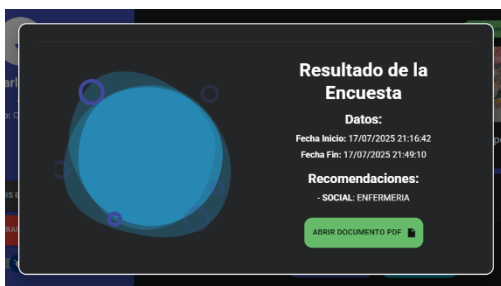 Resultado de la
Encuesta
Datos:
Fecha Inicio: 17/07/2025 21:16:42
Fecha Fin: 17/07/2025 21:49:10
Recomendaciones:
- SOCIAL: ENFERMERIA
ABRIR DOCUMENTO PDF